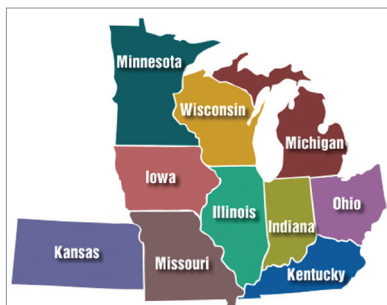 Minnesota
Wisconsin
Michigan
Iowa
Illinois
Indiana
Ohio
Kansas
Missouri
Kentucky